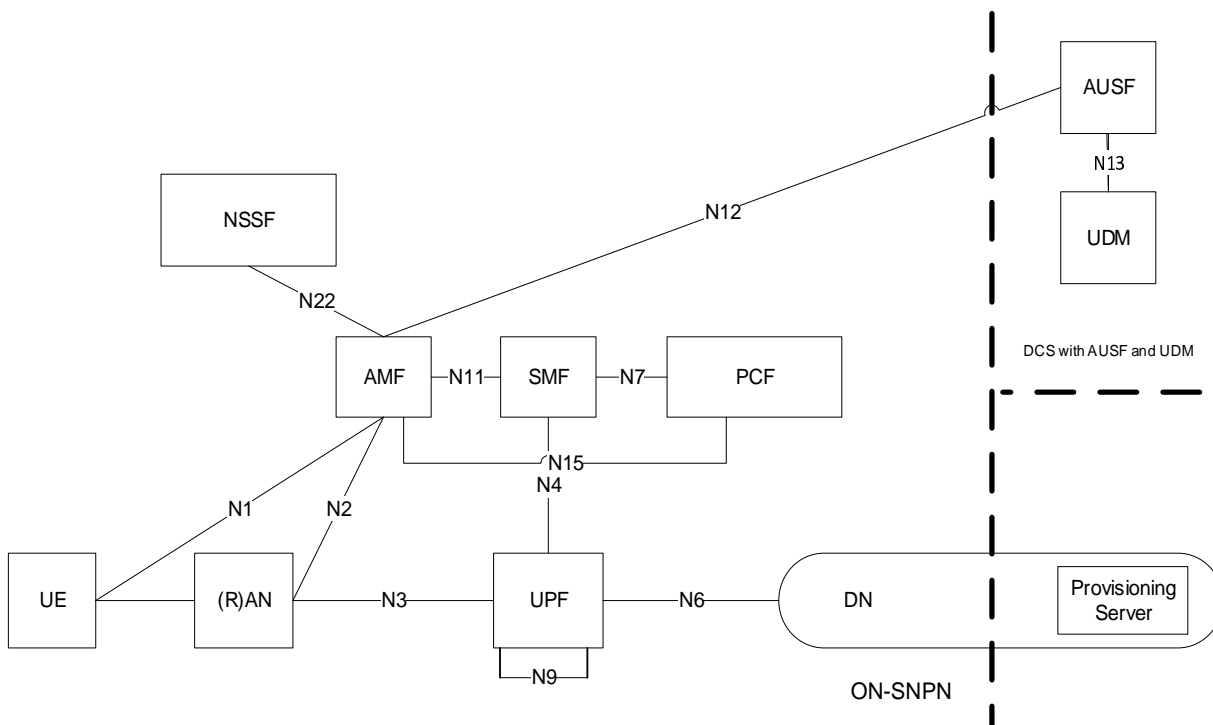 AUSF
N13
NSSF
N12
UDM
N22
DCS with AUSF and UDM
AMF
N11
SMF
N7
PCF
N15
N4
N1
N2
UE
(R)AN
N3
UPF
N6
DN
Provisioning
Server
N9
ON-SNPN